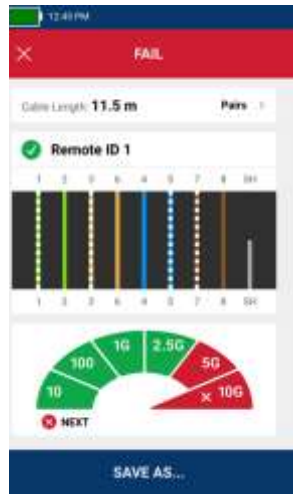 12:45 PM
FAIL
Cable Length: 11.5 m Pairs
Remote ID 1
1 2 3 6 4 5 7 8 SH
1 2 3 6 4 5 7 8 SH
10 100 1G 2.5G 5G 10G
NEXT
SAVE AS...